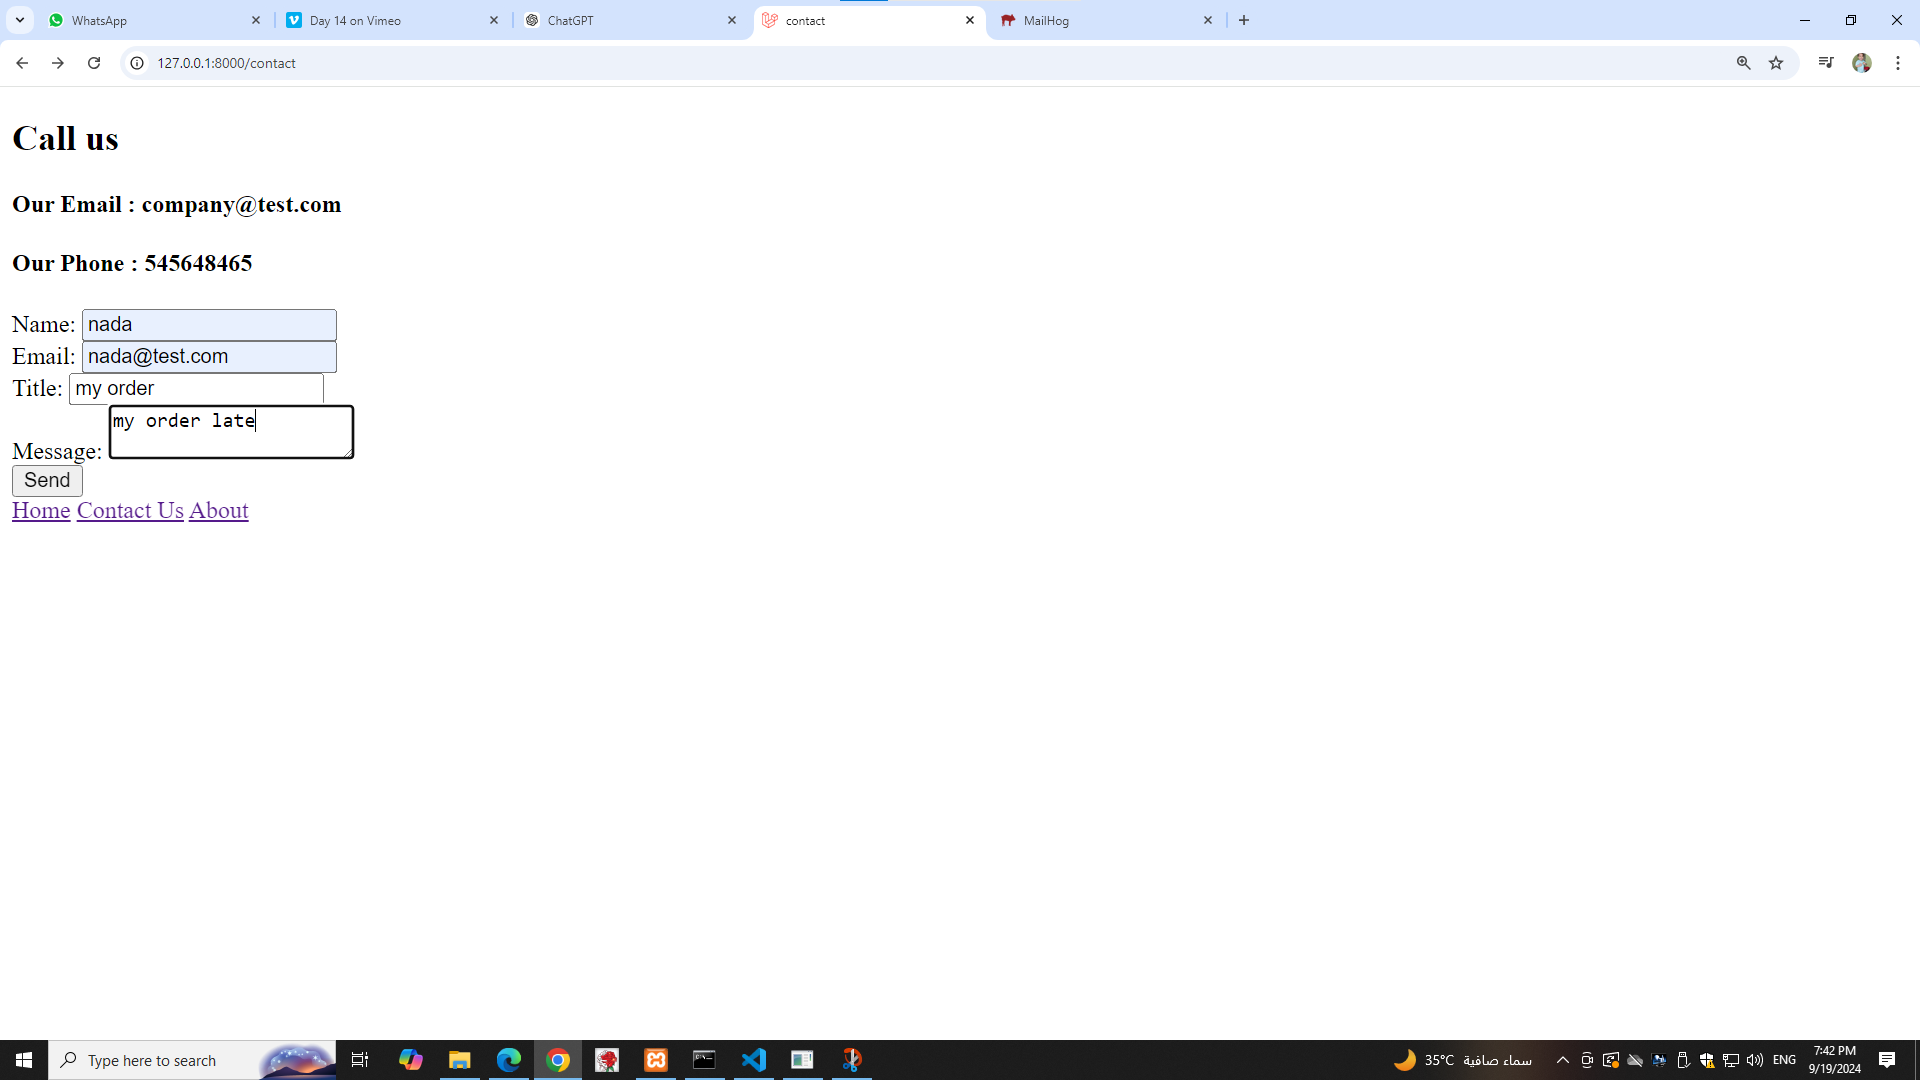 WhatsApp
Day 14 on Vimeo
ChatGPT
contact
MailHog
127.0.0.1:8000/contact
Call us
Our Email : company@test.com
Our Phone : 545648465
Name: nada
Email: nada@test.com
Title: my order
Message: my order late
Send
Home Contact Us About
Type here to search
35°C سماء صافية
ENG
7:42 PM
9/19/2024